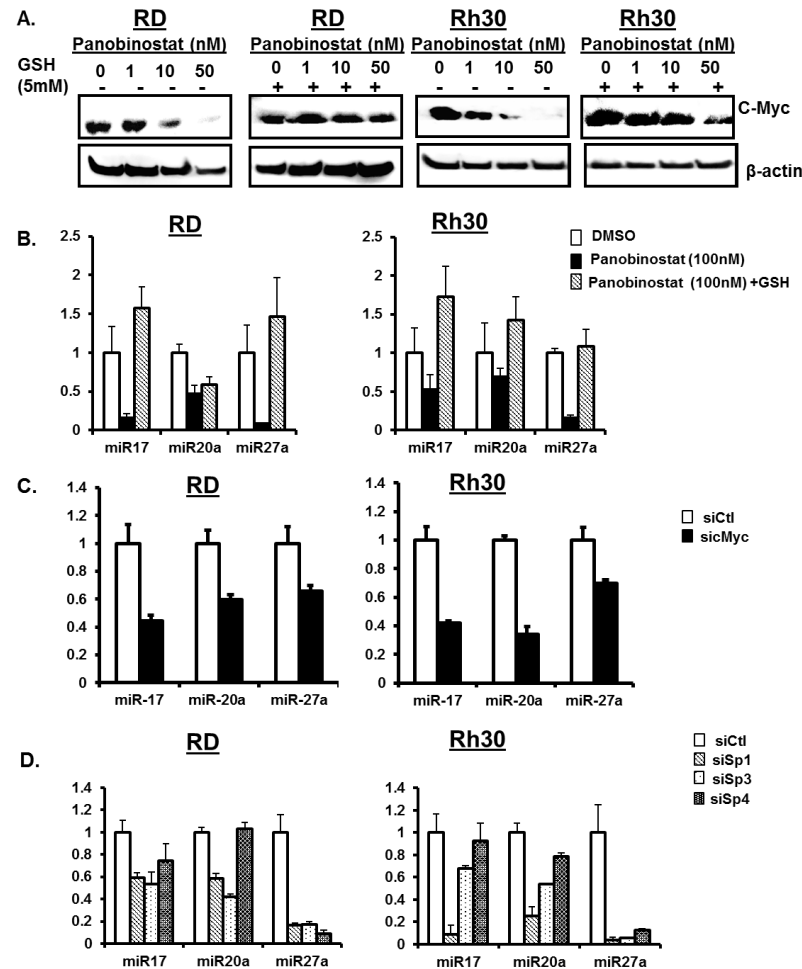 A.
RD RD Rh30 Rh30
Panobinostat (nM) Panobinostat (nM) Panobinostat (nM) Panobinostat (nM)
GSH 0 1 10 50 0 1 10 50 0 1 10 50 0 1 10 50
(5mM) - - - - + + + + - - - - + + + +
C-Myc
β-actin
B.
RD
2.5
2
1.5
1
0.5
0
miR17 miR20a miR27a
Rh30
2.5
2
1.5
1
0.5
0
miR17 miR20a miR27a
DMSO
Panobinostat (100nM)
Panobinostat (100nM) +GSH
C.
RD
1.4
1.2
1
0.8
0.6
0.4
0.2
0
miR-17 miR-20a miR-27a
Rh30
1.4
1.2
1
0.8
0.6
0.4
0.2
0
miR-17 miR-20a miR-27a
siCtl
sicMyc
D.
RD
1.4
1.2
1
0.8
0.6
0.4
0.2
0
miR17 miR20a miR27a
Rh30
1.4
1.2
1
0.8
0.6
0.4
0.2
0
miR17 miR20a miR27a
siCtl
siSp1
siSp3
siSp4